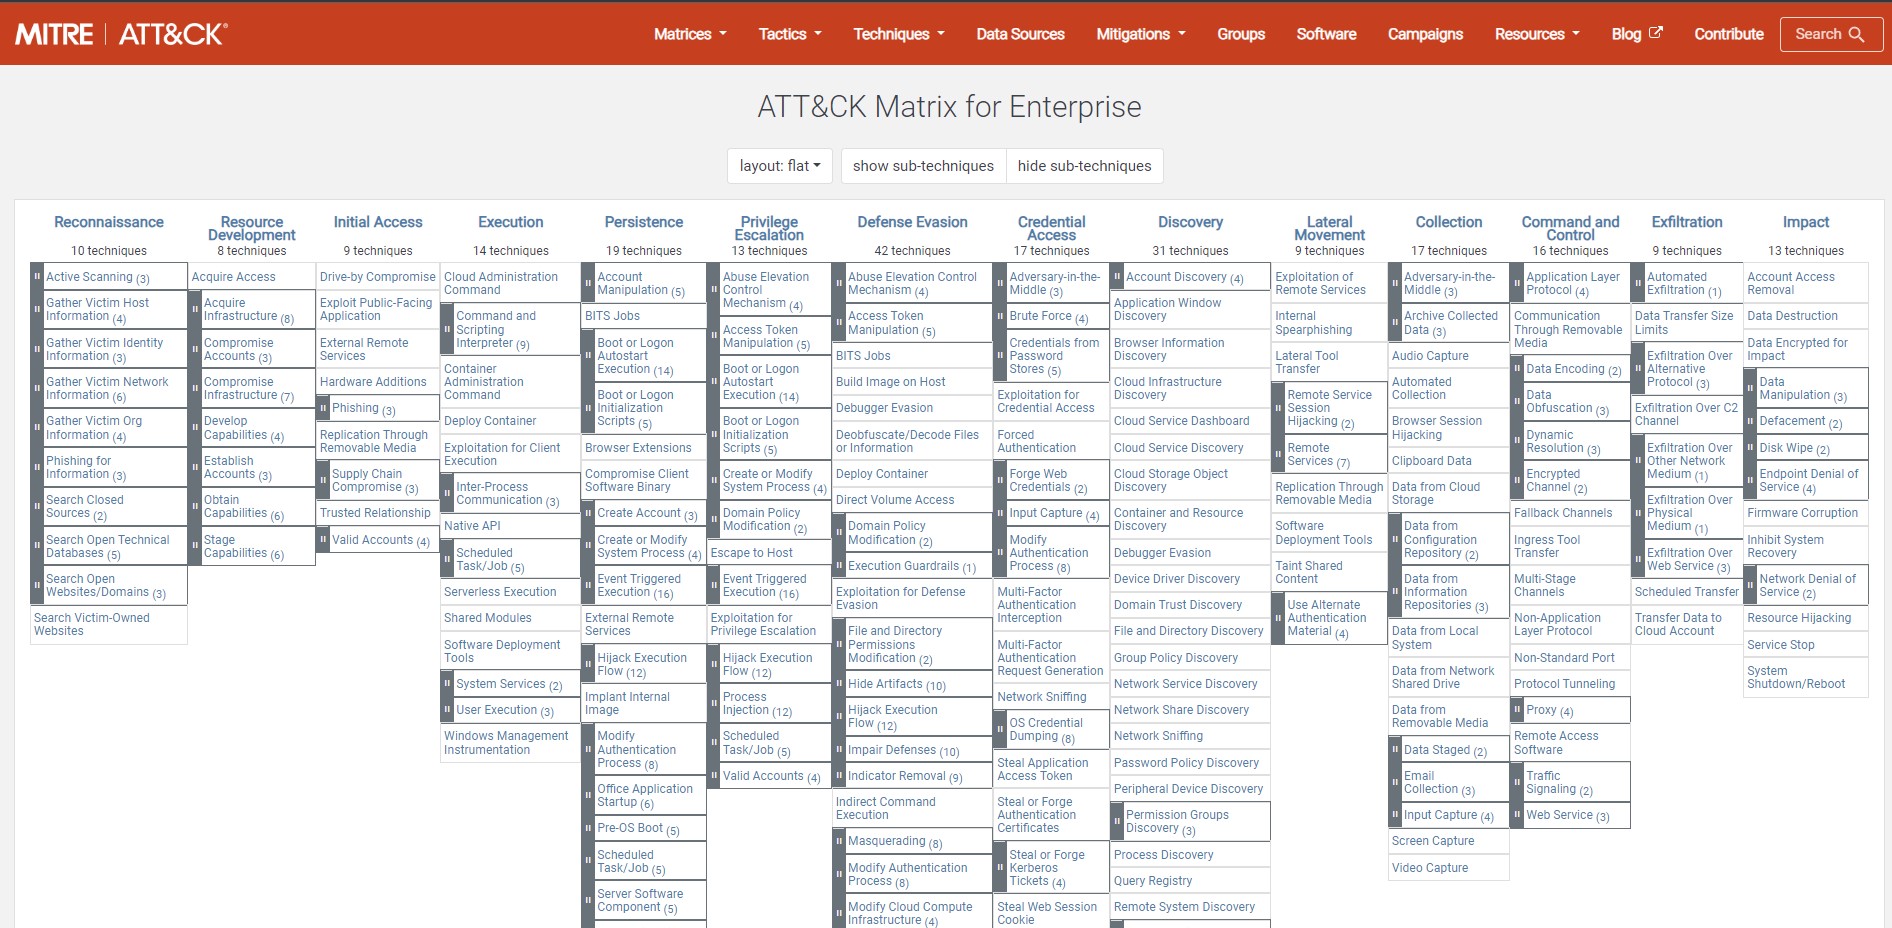 MITRE | ATT&CK®
Matrices
Tactics
Techniques
Data Sources
Mitigations
Groups
Software
Campaigns
Resources
Blog
Contribute
Search
ATT&CK Matrix for Enterprise
layout: flat
show sub-techniques
hide sub-techniques
Reconnaissance
10 techniques
Active Scanning (3)
Gather Victim Host
Information (4)
Gather Victim Identity
Information (3)
Gather Victim Network
Information (6)
Gather Victim Org
Information (4)
Phishing for
Information (3)
Search Closed
Sources (2)
Search Open Technical
Databases (5)
Search Open
Websites/Domains (3)
Search Victim-Owned
Websites
Resource
Development
8 techniques
Acquire Access
Acquire
Infrastructure (8)
Compromise
Accounts (3)
Compromise
Infrastructure (7)
Develop
Capabilities (4)
Establish
Accounts (3)
Obtain
Capabilities (6)
Stage
Capabilities (6)
Initial Access
9 techniques
Drive-by Compromise
Exploit Public-Facing
Application
External Remote
Services
Hardware Additions
Phishing (3)
Replication Through
Removable Media
Supply Chain
Compromise (3)
Trusted Relationship
Valid Accounts (4)
Execution
14 techniques
Cloud Administration
Command
Command and
Scripting
Interpreter (9)
Container
Administration
Command
Deploy Container
Exploitation for Client
Execution
Inter-Process
Communication (3)
Native API
Scheduled
Task/Job (5)
Serverless Execution
Shared Modules
Software Deployment
Tools
System Services (2)
User Execution (3)
Windows Management
Instrumentation
Persistence
19 techniques
Account
Manipulation (5)
BITS Jobs
Boot or Logon
Autostart
Execution (14)
Boot or Logon
Initialization
Scripts (5)
Browser Extensions
Compromise Client
Software Binary
Create Account (3)
Create or Modify
System Process (4)
Event Triggered
Execution (16)
External Remote
Services
Hijack Execution
Flow (12)
Implant Internal
Image
Modify
Authentication
Process (8)
Office Application
Startup (6)
Pre-OS Boot (5)
Scheduled
Task/Job (5)
Server Software
Component (5)
Privilege
Escalation
13 techniques
Abuse Elevation
Control
Mechanism (4)
Access Token
Manipulation (5)
Boot or Logon
Autostart
Execution (14)
Boot or Logon
Initialization
Scripts (5)
Create or Modify
System Process (4)
Domain Policy
Modification (2)
Escape to Host
Event Triggered
Execution (16)
Exploitation for
Privilege Escalation
Hijack Execution
Flow (12)
Process
Injection (12)
Scheduled
Task/Job (5)
Valid Accounts (4)
Defense Evasion
42 techniques
Abuse Elevation Control
Mechanism (4)
Access Token
Manipulation (5)
BITS Jobs
Build Image on Host
Debugger Evasion
Deobfuscate/Decode Files
or Information
Deploy Container
Direct Volume Access
Domain Policy
Modification (2)
Execution Guardrails (1)
Exploitation for Defense
Evasion
File and Directory
Permissions
Modification (2)
Hide Artifacts (10)
Hijack Execution
Flow (12)
Impair Defenses (10)
Indicator Removal (9)
Indirect Command
Execution
Masquerading (8)
Modify Authentication
Process (8)
Modify Cloud Compute
Infrastructure (4)
Credential
Access
17 techniques
Adversary-in-the-
Middle (3)
Brute Force (4)
Credentials from
Password
Stores (5)
Exploitation for
Credential Access
Forced
Authentication
Forge Web
Credentials (2)
Input Capture (4)
Modify
Authentication
Process (8)
Multi-Factor
Authentication
Interception
Multi-Factor
Authentication
Request Generation
Network Sniffing
OS Credential
Dumping (8)
Steal Application
Access Token
Steal or Forge
Authentication
Certificates
Steal or Forge
Kerberos
Tickets (4)
Steal Web Session
Cookie
Discovery
31 techniques
Account Discovery (4)
Application Window
Discovery
Browser Information
Discovery
Cloud Infrastructure
Discovery
Cloud Service Dashboard
Cloud Service Discovery
Cloud Storage Object
Discovery
Container and Resource
Discovery
Debugger Evasion
Device Driver Discovery
Domain Trust Discovery
File and Directory Discovery
Group Policy Discovery
Network Service Discovery
Network Share Discovery
Network Sniffing
Password Policy Discovery
Peripheral Device Discovery
Permission Groups
Discovery (3)
Process Discovery
Query Registry
Remote System Discovery
Lateral
Movement
9 techniques
Exploitation of
Remote Services
Internal
Spearphishing
Lateral Tool
Transfer
Remote Service
Session
Hijacking (2)
Remote
Services (7)
Replication Through
Removable Media
Software
Deployment Tools
Taint Shared
Content
Use Alternate
Authentication
Material (4)
Collection
17 techniques
Adversary-in-the-
Middle (3)
Archive Collected
Data (3)
Audio Capture
Automated
Collection
Browser Session
Hijacking
Clipboard Data
Data from Cloud
Storage
Data from
Configuration
Repository (2)
Data from
Information
Repositories (3)
Data from Local
System
Data from Network
Shared Drive
Data from
Removable Media
Data Staged (2)
Email
Collection (3)
Input Capture (4)
Screen Capture
Video Capture
Command and
Control
16 techniques
Application Layer
Protocol (4)
Communication
Through Removable
Media
Data Encoding (2)
Data
Obfuscation (3)
Dynamic
Resolution (3)
Encrypted
Channel (2)
Fallback Channels
Ingress Tool
Transfer
Multi-Stage
Channels
Non-Application
Layer Protocol
Non-Standard Port
Protocol Tunneling
Proxy (4)
Remote Access
Software
Traffic
Signaling (2)
Web Service (3)
Exfiltration
9 techniques
Automated
Exfiltration (1)
Data Transfer Size
Limits
Exfiltration Over
Alternative
Protocol (3)
Exfiltration Over C2
Channel
Exfiltration Over
Other Network
Medium (1)
Exfiltration Over
Physical
Medium (1)
Exfiltration Over
Web Service (3)
Scheduled Transfer
Transfer Data to
Cloud Account
Impact
13 techniques
Account Access
Removal
Data Destruction
Data Encrypted for
Impact
Data
Manipulation (3)
Defacement (2)
Disk Wipe (2)
Endpoint Denial of
Service (4)
Firmware Corruption
Inhibit System
Recovery
Network Denial of
Service (2)
Resource Hijacking
Service Stop
System
Shutdown/Reboot